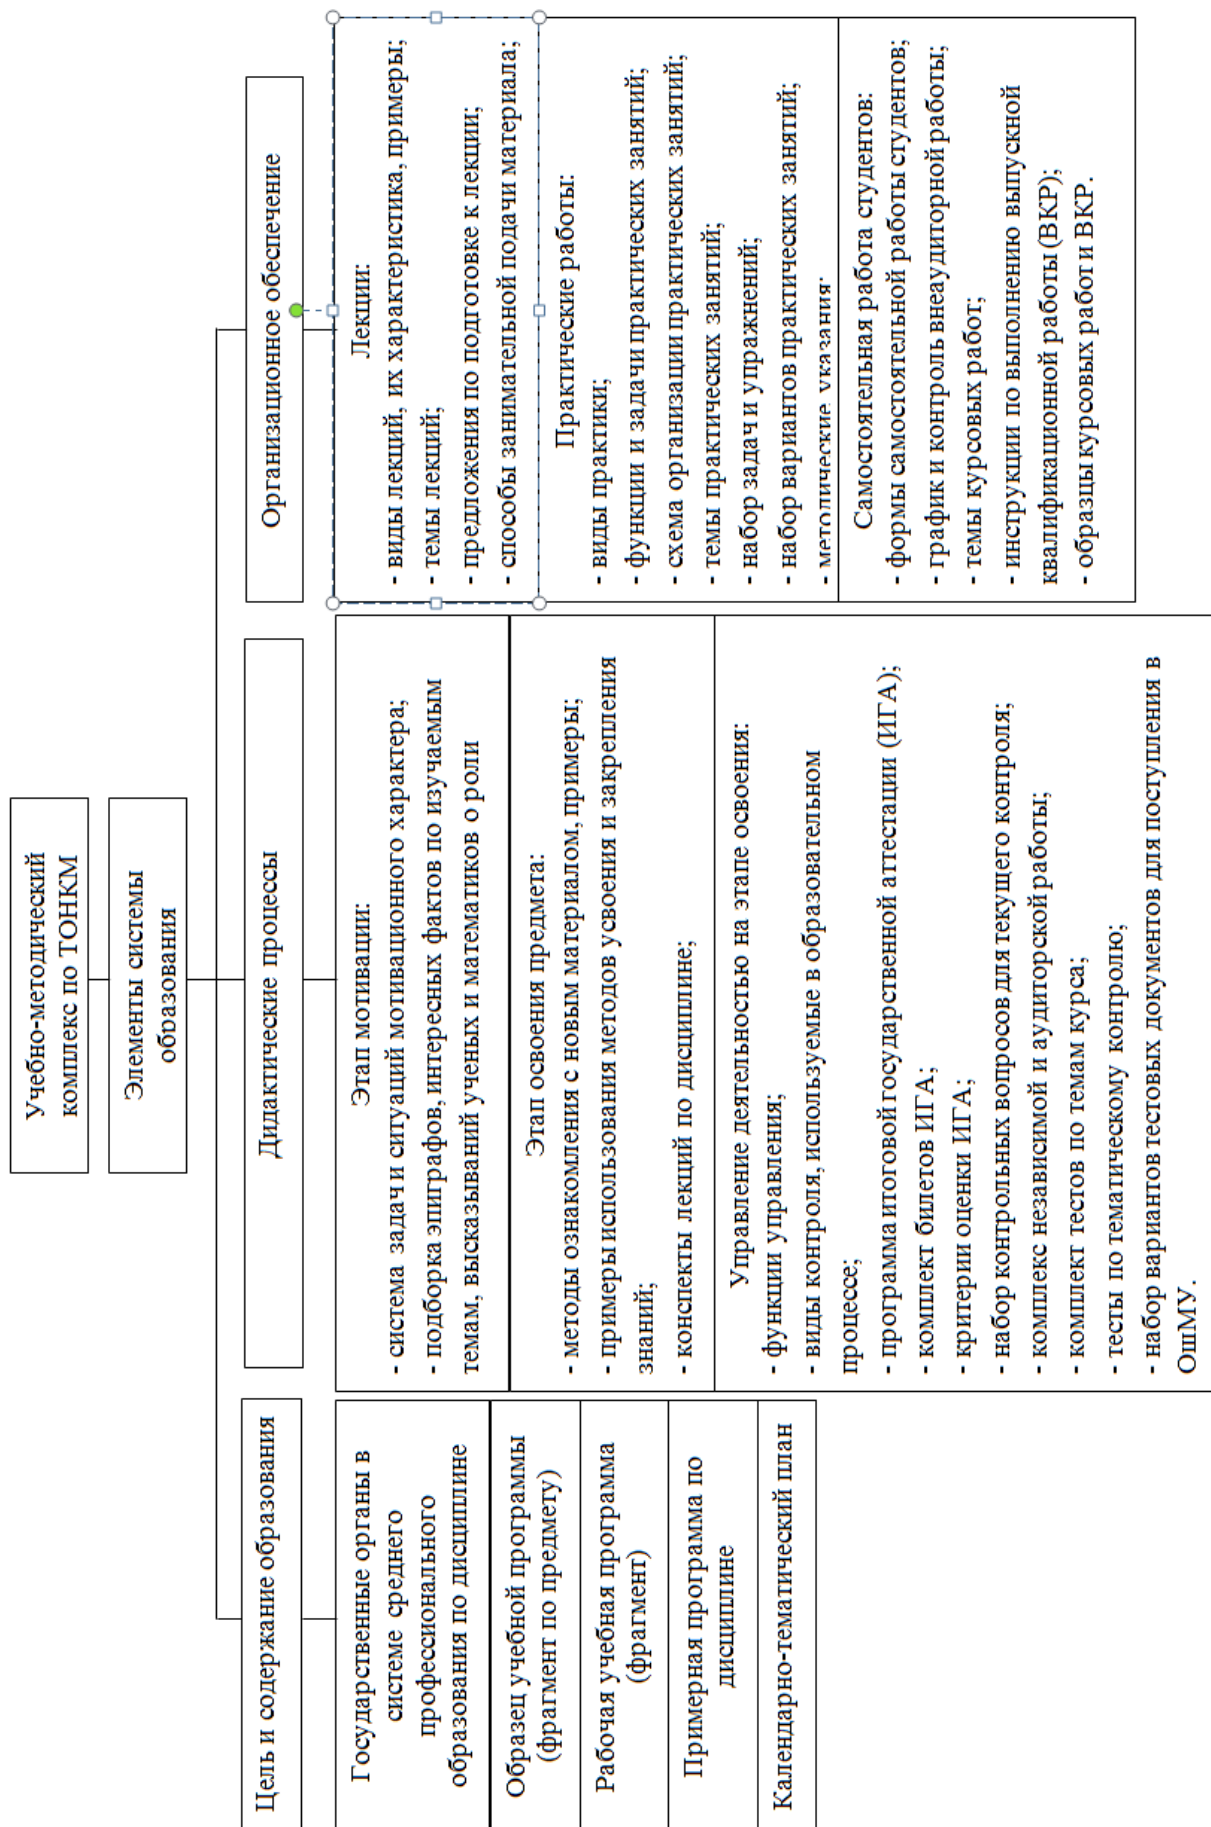 Учебно-методический
комплекс по ТОНКМ
Элементы системы
образования
Цель и содержание образования
Государственные органы в
системе среднего
профессионального
образования по дисциплине
Образец учебной программы
(фрагмент по предмету)
Рабочая учебная программа
(фрагмент)
Примерная программа по
дисциплине
Календарно-тематический план
Дидактические процессы
Этап мотивации:
- система задач и ситуаций мотивационного характера;
- подборка эпиграфов, интересных фактов по изучаемым
темам, высказываний ученых и математиков о роли
Этап освоения предмета:
- методы ознакомления с новым материалом, примеры;
- примеры использования методов усвоения и закрепления
знаний;
- конспекты лекций по дисциплине;
Управление деятельностью на этапе освоения:
- функции управления;
- виды контроля, используемые в образовательном
процессе;
- программа итоговой государственной аттестации (ИГА);
- комплект билетов ИГА;
- критерии оценки ИГА;
- набор контрольных вопросов для текущего контроля;
- комплекс независимой и аудиторской работы;
- комплект тестов по темам курса;
- тесты по тематическому контролю;
- набор вариантов тестовых документов для поступления в
ОшМУ.
Организационное обеспечение
Лекции:
- виды лекций, их характеристика, примеры;
- темы лекций;
- предложения по подготовке к лекции;
- способы занимательной подачи материала;
Практические работы:
- виды практики;
- функции и задачи практических занятий;
- схема организации практических занятий;
- темы практических занятий;
- набор задач и упражнений;
- набор вариантов практических занятий;
- методические указания;
Самостоятельная работа студентов:
- формы самостоятельной работы студентов;
- график и контроль внеаудиторной работы;
- темы курсовых работ;
- инструкции по выполнению выпускной
квалификационной работы (ВКР);
- образцы курсовых работ и ВКР.